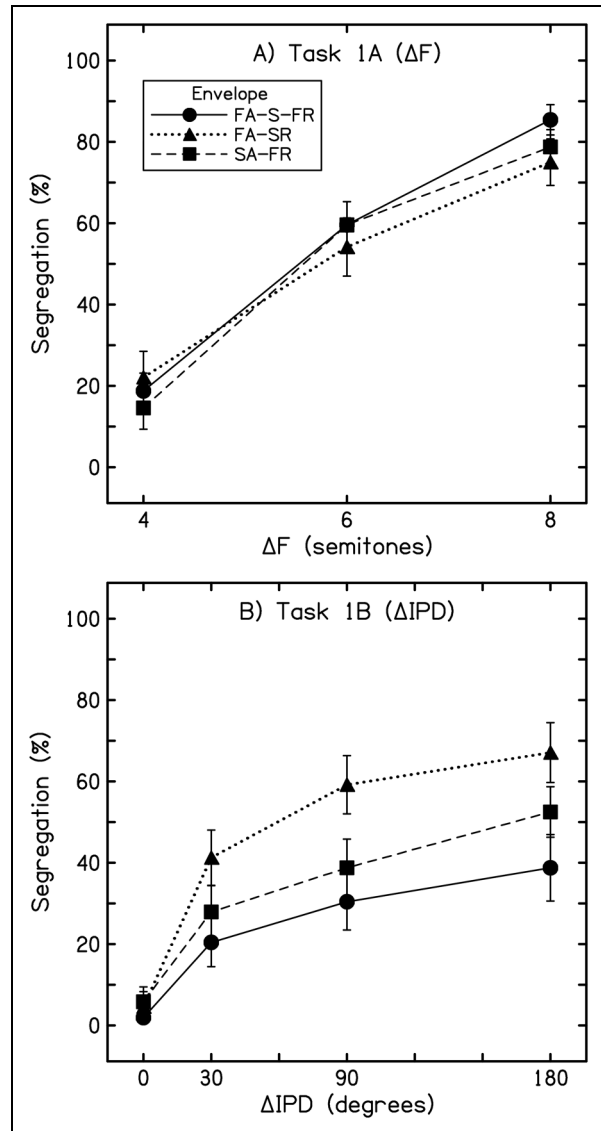 A) Task 1A (ΔF)
Envelope
FA-S-FR
FA-SR
SA-FR
100
80
60
40
20
0
Segregation (%)
4 6 8
ΔF (semitones)
B) Task 1B (ΔIPD)
100
80
60
40
20
0
Segregation (%)
0 30 90 180
ΔIPD (degrees)